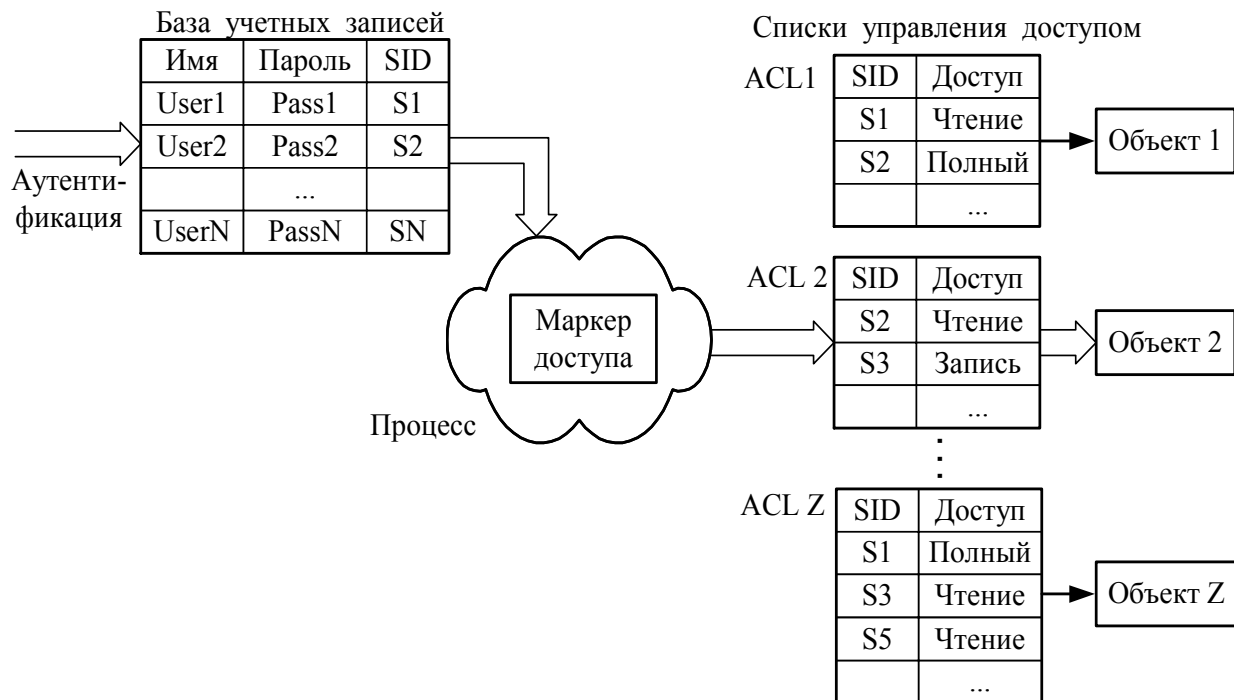 База учетных записей
Имя Пароль SID
User1 Pass1 S1
User2 Pass2 S2
...
UserN PassN SN
Аутенти-
фикация
Маркер
доступа
Процесс
Списки управления доступом
ACL1
SID Доступ
S1 Чтение
S2 Полный
...
Объект 1
ACL 2
SID Доступ
S2 Чтение
S3 Запись
...
Объект 2
...
ACL Z
SID Доступ
S1 Полный
S3 Чтение
S5 Чтение
...
Объект Z